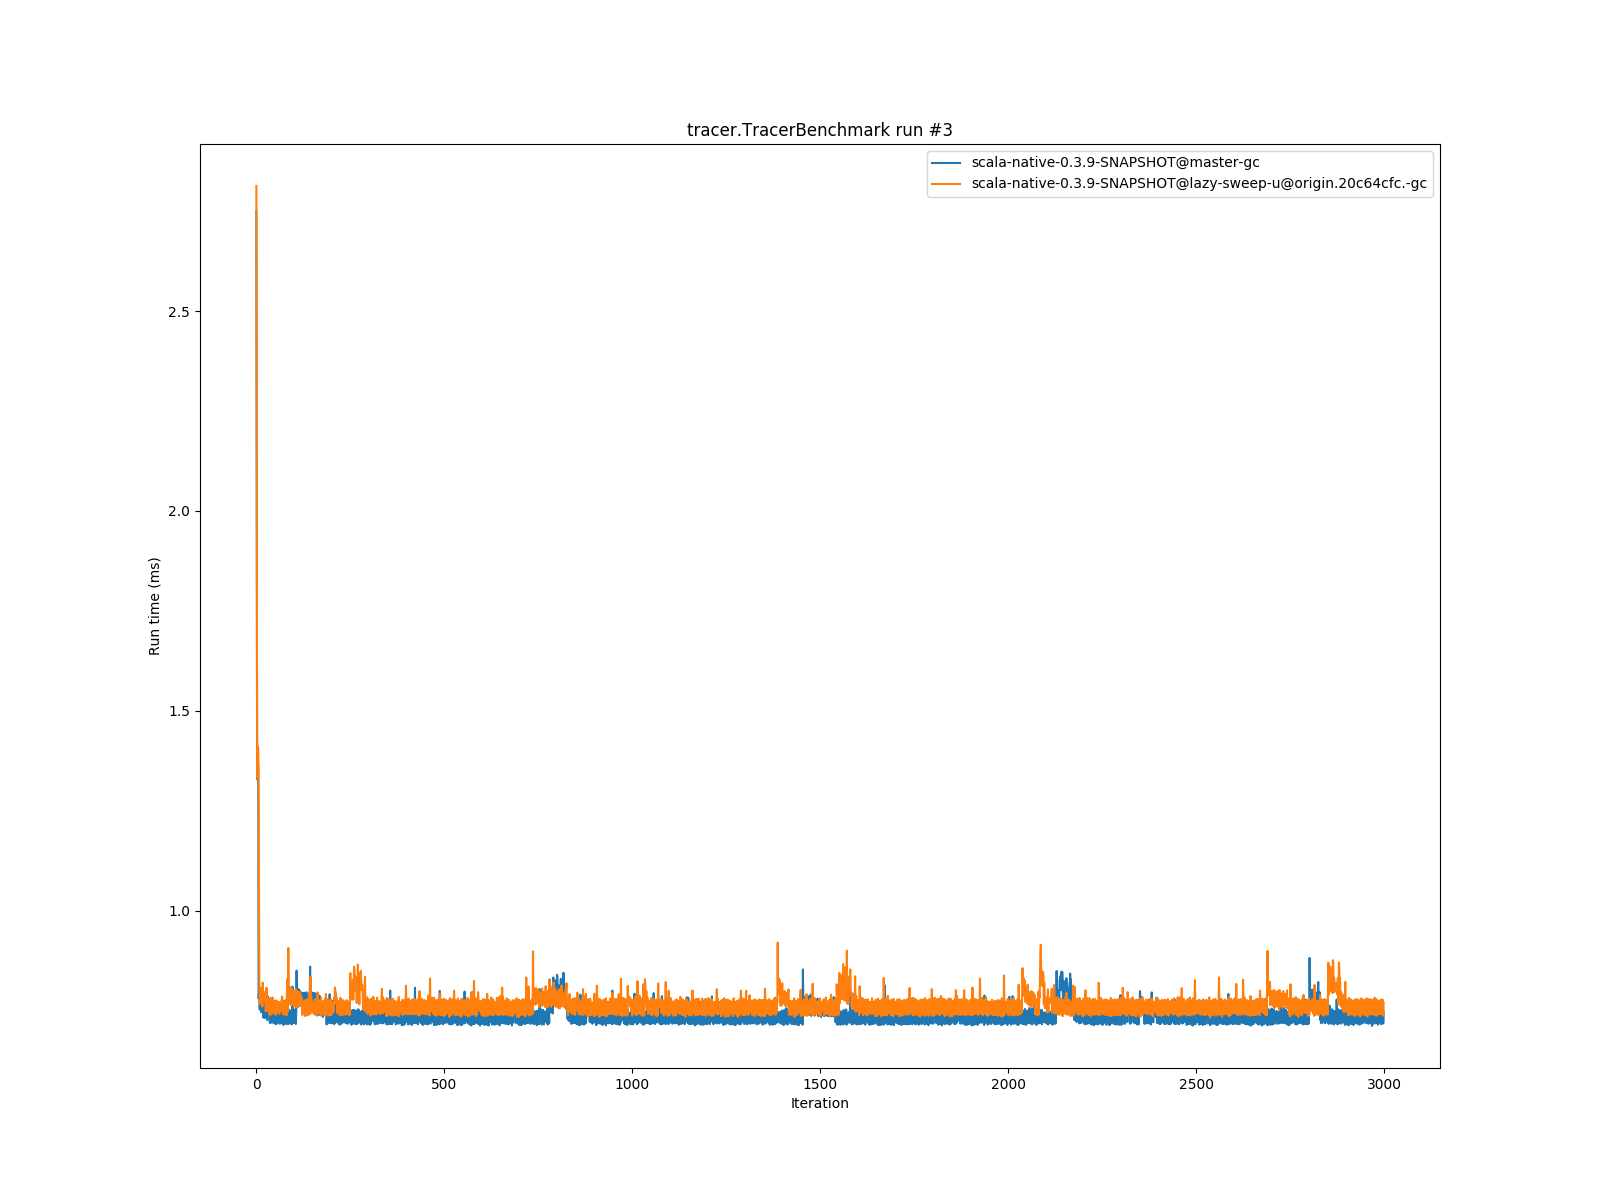 tracer.TracerBenchmark run #3
scala-native-0.3.9-SNAPSHOT@master-gc
scala-native-0.3.9-SNAPSHOT@lazy-sweep-u@origin.20c64cfc.-gc
2.5
2.0
1.5
1.0
Run time (ms)
0 500 1000 1500 2000 2500 3000
Iteration